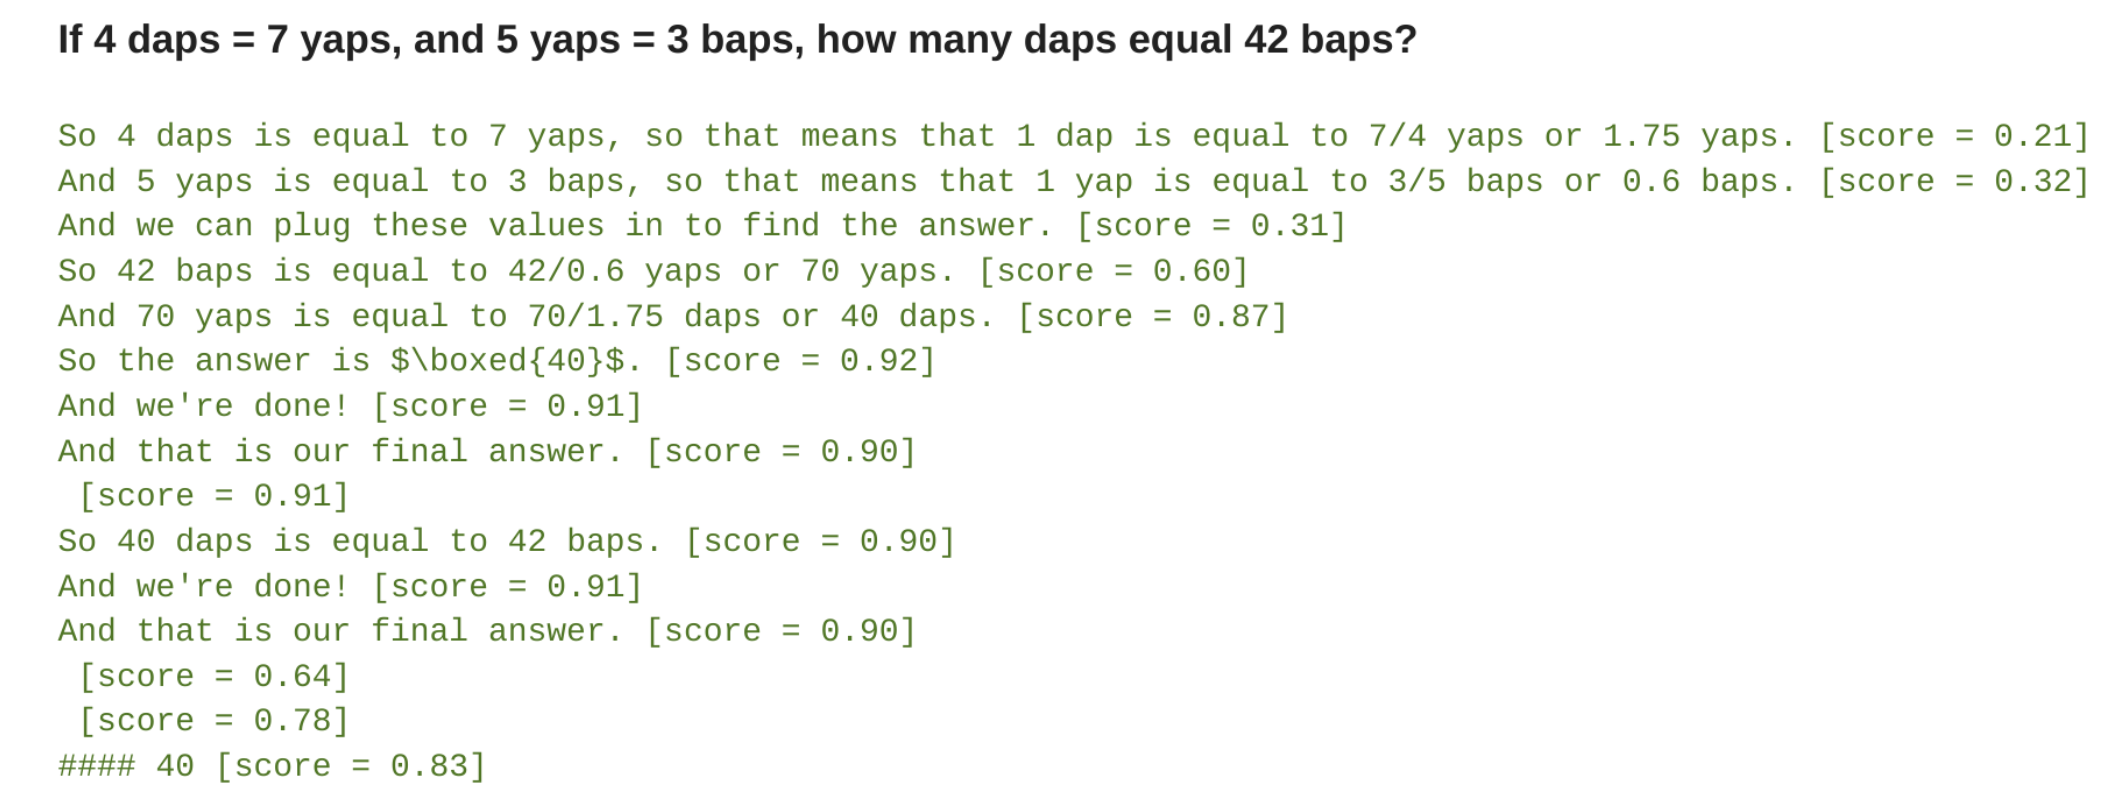 If 4 daps = 7 yaps, and 5 yaps = 3 baps, how many daps equal 42 baps?
So 4 daps is equal to 7 yaps, so that means that 1 dap is equal to 7/4 yaps or 1.75 yaps. [score = 0.21]
And 5 yaps is equal to 3 baps, so that means that 1 yap is equal to 3/5 baps or 0.6 baps. [score = 0.32]
And we can plug these values in to find the answer. [score = 0.31]
So 42 baps is equal to 42/0.6 yaps or 70 yaps. [score = 0.60]
And 70 yaps is equal to 70/1.75 daps or 40 daps. [score = 0.87]
So the answer is $\boxed{40}$. [score = 0.92]
And we're done! [score = 0.91]
And that is our final answer. [score = 0.90]
[score = 0.91]
So 40 daps is equal to 42 baps. [score = 0.90]
And we're done! [score = 0.91]
And that is our final answer. [score = 0.90]
[score = 0.64]
[score = 0.78]
#### 40 [score = 0.83]